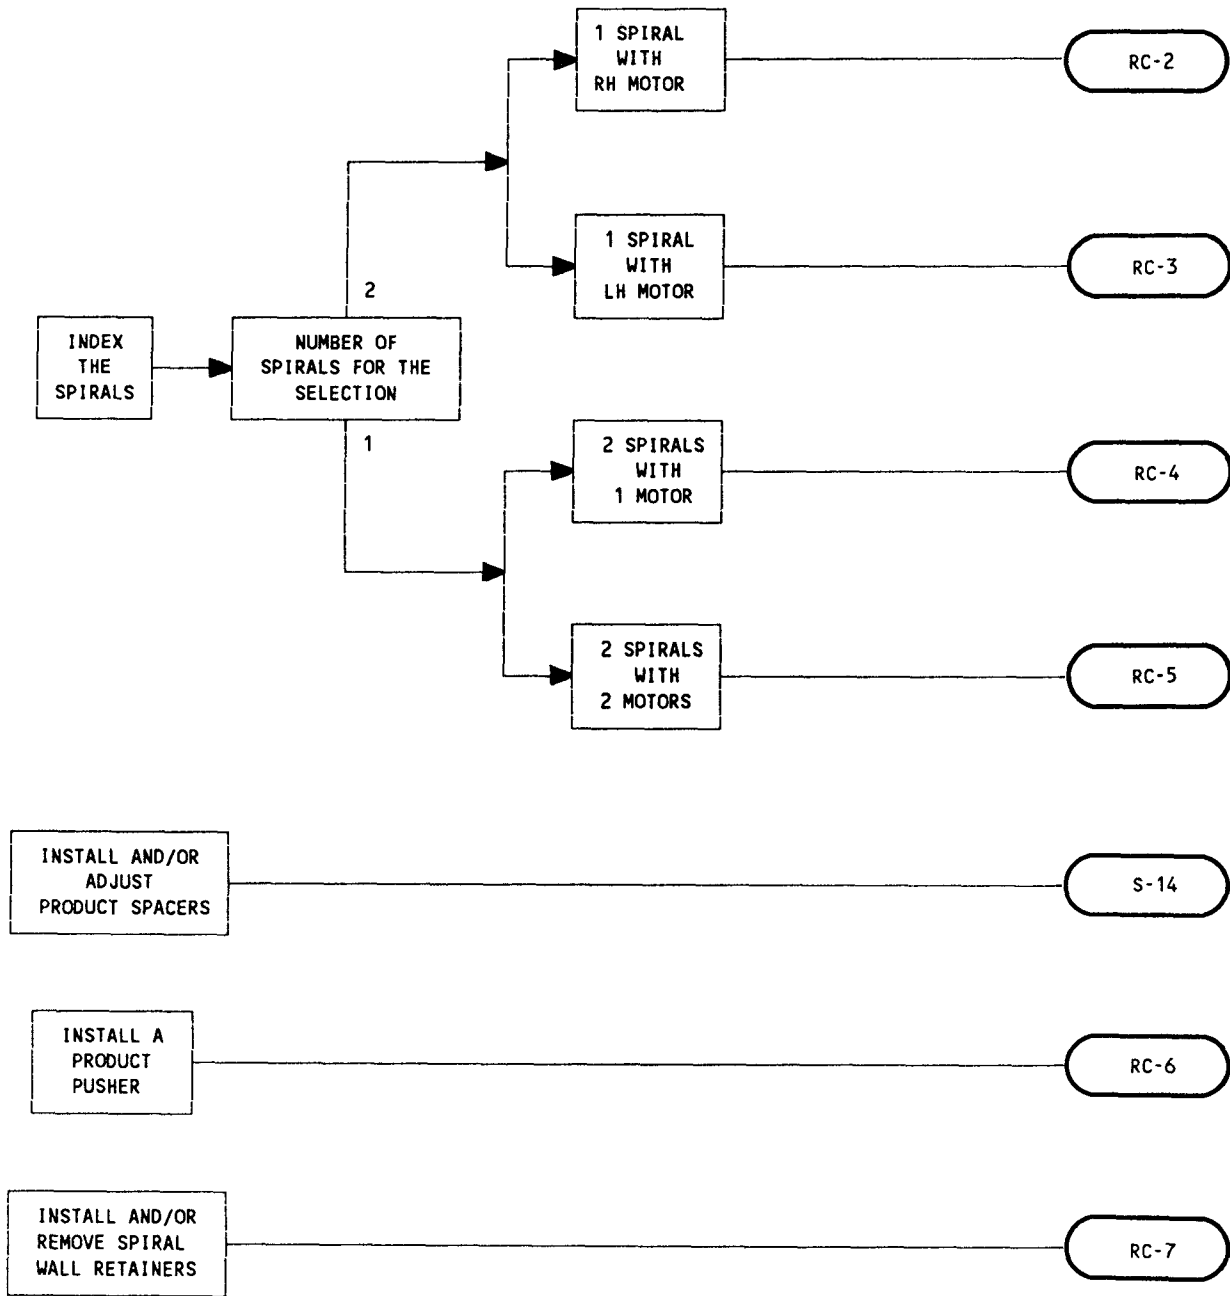 1 SPIRAL
WITH
RH MOTOR
RC-2
1 SPIRAL
WITH
LH MOTOR
RC-3
2
INDEX
THE
SPIRALS
NUMBER OF
SPIRALS FOR THE
SELECTION
1
2 SPIRALS
WITH
1 MOTOR
RC-4
2 SPIRALS
WITH
2 MOTORS
RC-5
INSTALL AND/OR
ADJUST
PRODUCT SPACERS
S-14
INSTALL A
PRODUCT
PUSHER
RC-6
INSTALL AND/OR
REMOVE SPIRAL
WALL RETAINERS
RC-7